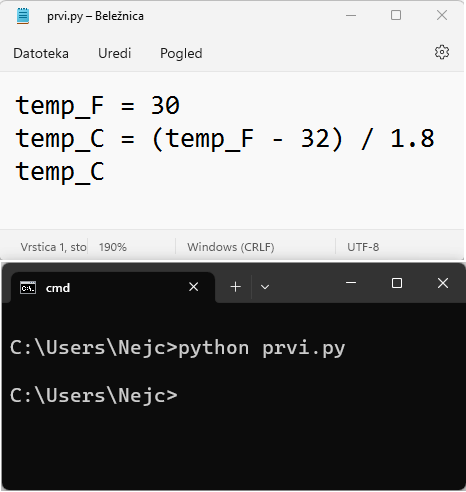 prvi.py – Beležnica
Datoteka Uredi Pogled
temp_F = 30
temp_C = (temp_F - 32) / 1.8
temp_C
Vrstica 1, sto 190% Windows (CRLF) UTF-8
cmd
C:\Users\Nejc>python prvi.py
C:\Users\Nejc>